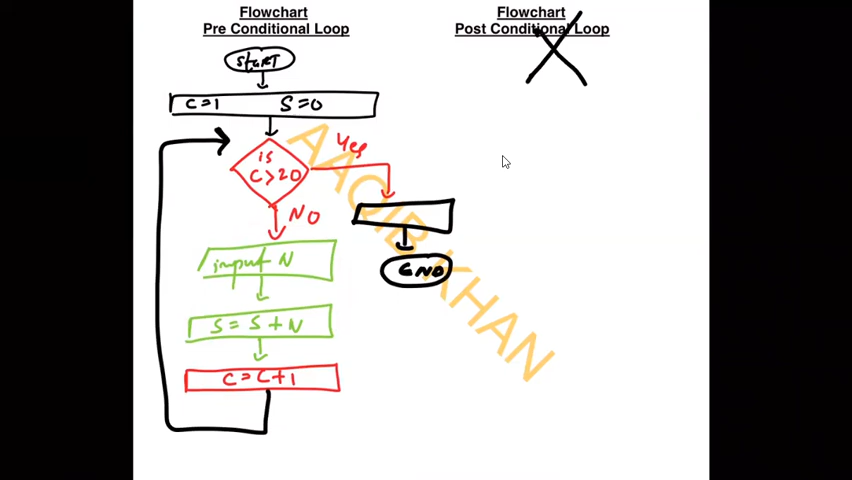 Flowchart
Pre Conditional Loop
Flowchart
Post Conditional Loop
START
C=1 S=0
is
C>20
Yes
NO
input N
S = S + N
C = C + 1
END
AAQIB KHAN